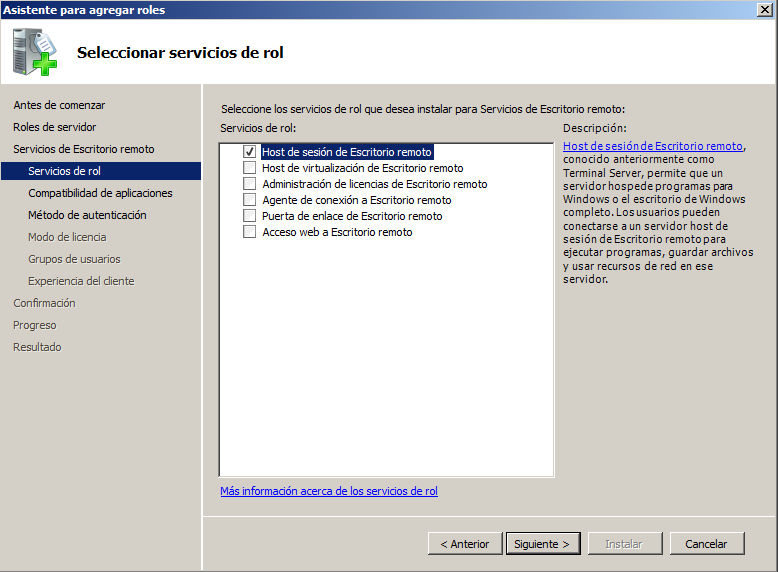 Asistente para agregar roles
Seleccionar servicios de rol
Antes de comenzar
Roles de servidor
Servicios de Escritorio remoto
Servicios de rol
Compatibilidad de aplicaciones
Método de autenticación
Modo de licencia
Grupos de usuarios
Experiencia del cliente
Confirmación
Progreso
Resultado
Seleccione los servicios de rol que desea instalar para Servicios de Escritorio remoto:
Servicios de rol:
Host de sesión de Escritorio remoto
Host de virtualización de Escritorio remoto
Administración de licencias de Escritorio remoto
Agente de conexión a Escritorio remoto
Puerta de enlace de Escritorio remoto
Acceso web a Escritorio remoto
Más información acerca de los servicios de rol
Descripción:
Host de sesión de Escritorio remoto,
conocido anteriormente como
Terminal Server, permite que un
servidor hospede programas para
Windows o el escritorio de Windows
completo. Los usuarios pueden
conectarse a un servidor host de
sesión de Escritorio remoto para
ejecutar programas, guardar archivos
y usar recursos de red en ese
servidor.
< Anterior
Siguiente >
Instalar
Cancelar